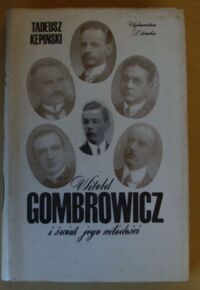 TADEUSZ
KĘPIŃSKI
Wydawnictwo
Literackie
Witold
GOMBROWICZ
i świat jego młodości